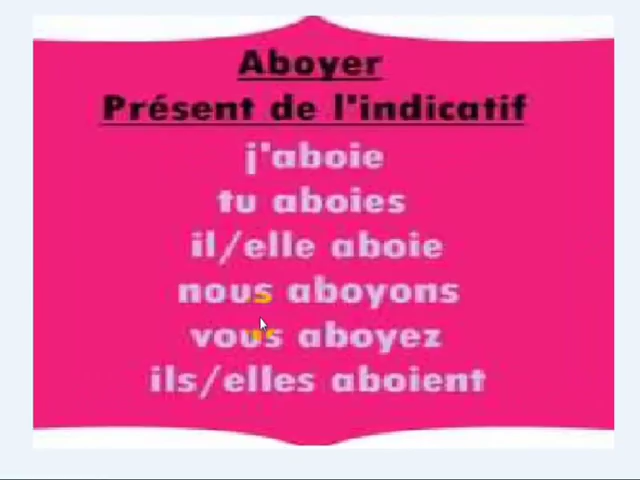 Aboyer
Présent de l'indicatif
j'aboie
tu aboies
il/elle aboie
nous aboyons
vous aboyez
ils/elles aboient